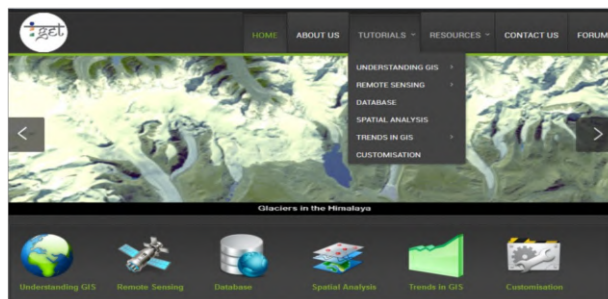 iget
HOME ABOUT US TUTORIALS RESOURCES CONTACT US FORUM
UNDERSTANDING GIS
REMOTE SENSING
DATABASE
SPATIAL ANALYSIS
TRENDS IN GIS
CUSTOMISATION
Glaciers in the Himalaya
Understanding GIS Remote Sensing Database Spatial Analysis Trends in GIS Customisation